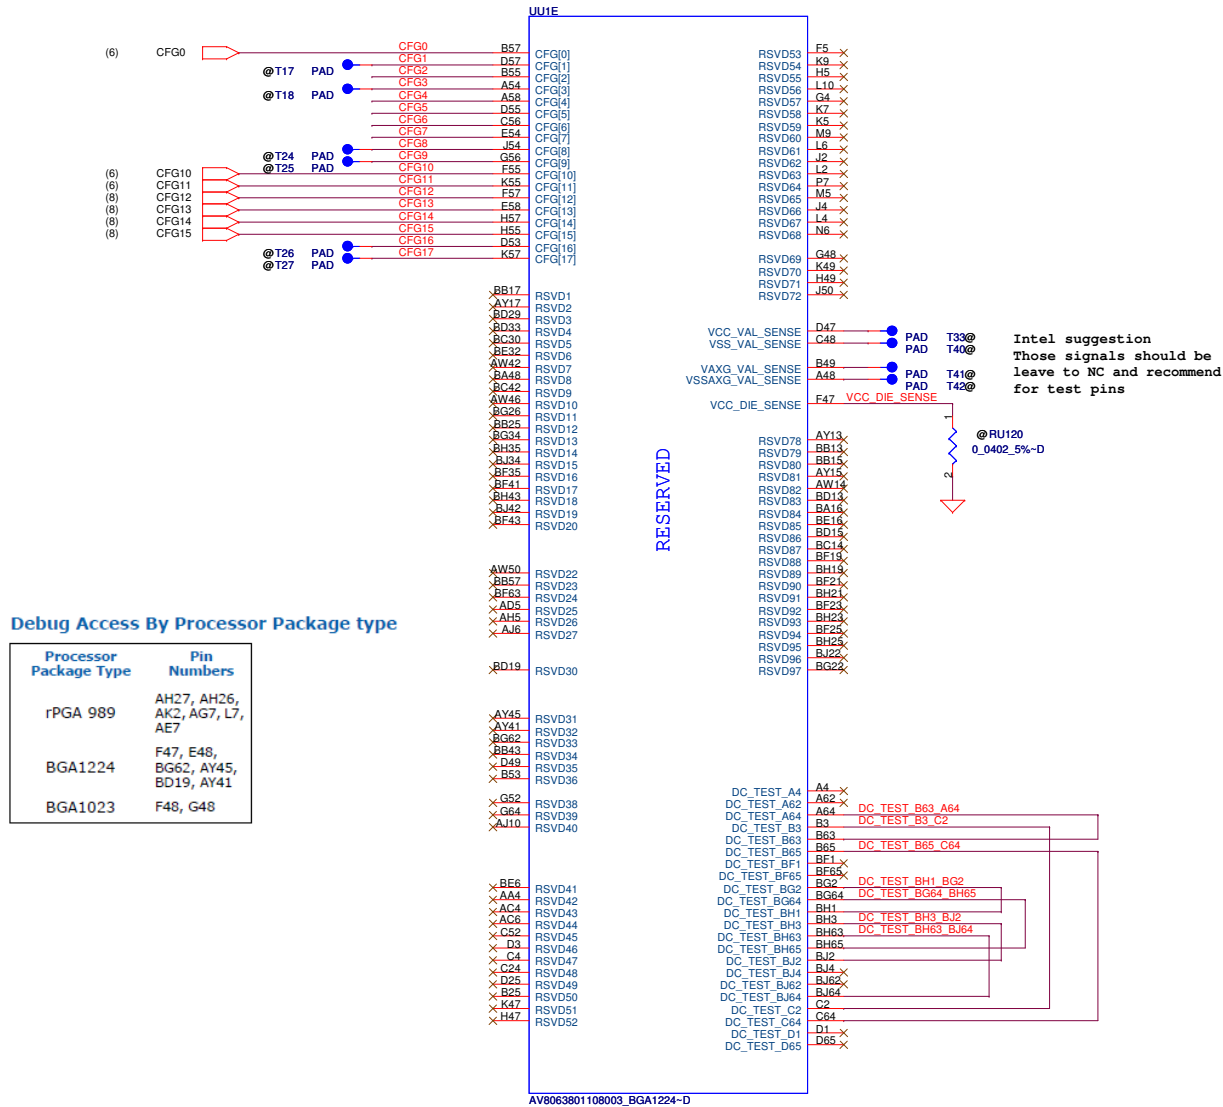 UU1E
(6) CFG0 CFG0 B57 CFG[0]
CFG1 D57 CFG[1]
@T17 PAD CFG2 B55 CFG[2]
CFG3 A54 CFG[3]
@T18 PAD CFG4 A58 CFG[4]
CFG5 D55 CFG[5]
CFG6 C56 CFG[6]
CFG7 E54 CFG[7]
CFG8 J54 CFG[8]
@T24 PAD CFG9 G56 CFG[9]
@T25 PAD
(6) CFG10 CFG10 F55 CFG[10]
(6) CFG11 CFG11 K55 CFG[11]
(8) CFG12 CFG12 F57 CFG[12]
(8) CFG13 CFG13 E58 CFG[13]
(8) CFG14 CFG14 H57 CFG[14]
(8) CFG15 CFG15 H55 CFG[15]
CFG16 D53 CFG[16]
@T26 PAD CFG17 K57 CFG[17]
@T27 PAD
BB17 RSVD1
AY17 RSVD2
BD29 RSVD3
BD33 RSVD4
BC30 RSVD5
BE32 RSVD6
AW42 RSVD7
BA48 RSVD8
BC42 RSVD9
AW46 RSVD10
BG26 RSVD11
BB25 RSVD12
BG34 RSVD13
BH35 RSVD14
BJ34 RSVD15
BF35 RSVD16
BF41 RSVD17
BH43 RSVD18
BJ42 RSVD19
BF43 RSVD20
AW50 RSVD22
BB57 RSVD23
BF63 RSVD24
AD5 RSVD25
AH5 RSVD26
AJ6 RSVD27
BD19 RSVD30
AY45 RSVD31
AY41 RSVD32
BG62 RSVD33
BB43 RSVD34
D49 RSVD35
B53 RSVD36
G52 RSVD38
G64 RSVD39
AJ10 RSVD40
BE6 RSVD41
AA4 RSVD42
AC4 RSVD43
AC6 RSVD44
C52 RSVD45
D3 RSVD46
C4 RSVD47
C24 RSVD48
D25 RSVD49
B25 RSVD50
K47 RSVD51
H47 RSVD52
RESERVED
RSVD53 F5
RSVD54 K9
RSVD55 H5
RSVD56 L10
RSVD57 G4
RSVD58 K7
RSVD59 K5
RSVD60 M9
RSVD61 L6
RSVD62 J2
RSVD63 L2
RSVD64 P7
RSVD65 M5
RSVD66 J4
RSVD67 L4
RSVD68 N6
RSVD69 G48
RSVD70 K49
RSVD71 H49
RSVD72 J50
VCC_VAL_SENSE D47
VSS_VAL_SENSE C48 PAD T33@
PAD T40@
VAXG_VAL_SENSE B49
VSSAXG_VAL_SENSE A48 PAD T41@
PAD T42@
VCC_DIE_SENSE F47 VCC_DIE_SENSE
Intel suggestion
Those signals should be
leave to NC and recommend
for test pins
1
@RU120
0_0402_5%~D
2
RSVD78 AY13
RSVD79 BB13
RSVD80 BB15
RSVD81 AY15
RSVD82 AW14
RSVD83 BD13
RSVD84 BA16
RSVD85 BE16
RSVD86 BD15
RSVD87 BC14
RSVD88 BF19
RSVD89 BH19
RSVD90 BF21
RSVD91 BH21
RSVD92 BF23
RSVD93 BH23
RSVD94 BF25
RSVD95 BH25
RSVD96 BJ22
RSVD97 BG22
DC_TEST_A4 A4
DC_TEST_A62 A62
DC_TEST_A64 A64 DC_TEST_B63_A64
DC_TEST_B3 B3 DC_TEST_B3_C2
DC_TEST_B63 B63
DC_TEST_B65 B65 DC_TEST_B65_C64
DC_TEST_BF1 BF1
DC_TEST_BF65 BF65
DC_TEST_BG2 BG2 DC_TEST_BH1_BG2
DC_TEST_BG64 BG64 DC_TEST_BG64_BH65
DC_TEST_BH1 BH1
DC_TEST_BH3 BH3 DC_TEST_BH3_BJ2
DC_TEST_BH63 BH63 DC_TEST_BH63_BJ64
DC_TEST_BH65 BH65
DC_TEST_BJ2 BJ2
DC_TEST_BJ4 BJ4
DC_TEST_BJ62 BJ62
DC_TEST_BJ64 BJ64
DC_TEST_C2 C2
DC_TEST_C64 C64
DC_TEST_D1 D1
DC_TEST_D65 D65
AV8063801108003_BGA1224~D
Debug Access By Processor Package type
Processor Package Type Pin Numbers
rPGA 989 AH27, AH26,
AK2, AG7, L7,
AE7
BGA1224 F47, E48,
BG62, AY45,
BD19, AY41
BGA1023 F48, G48